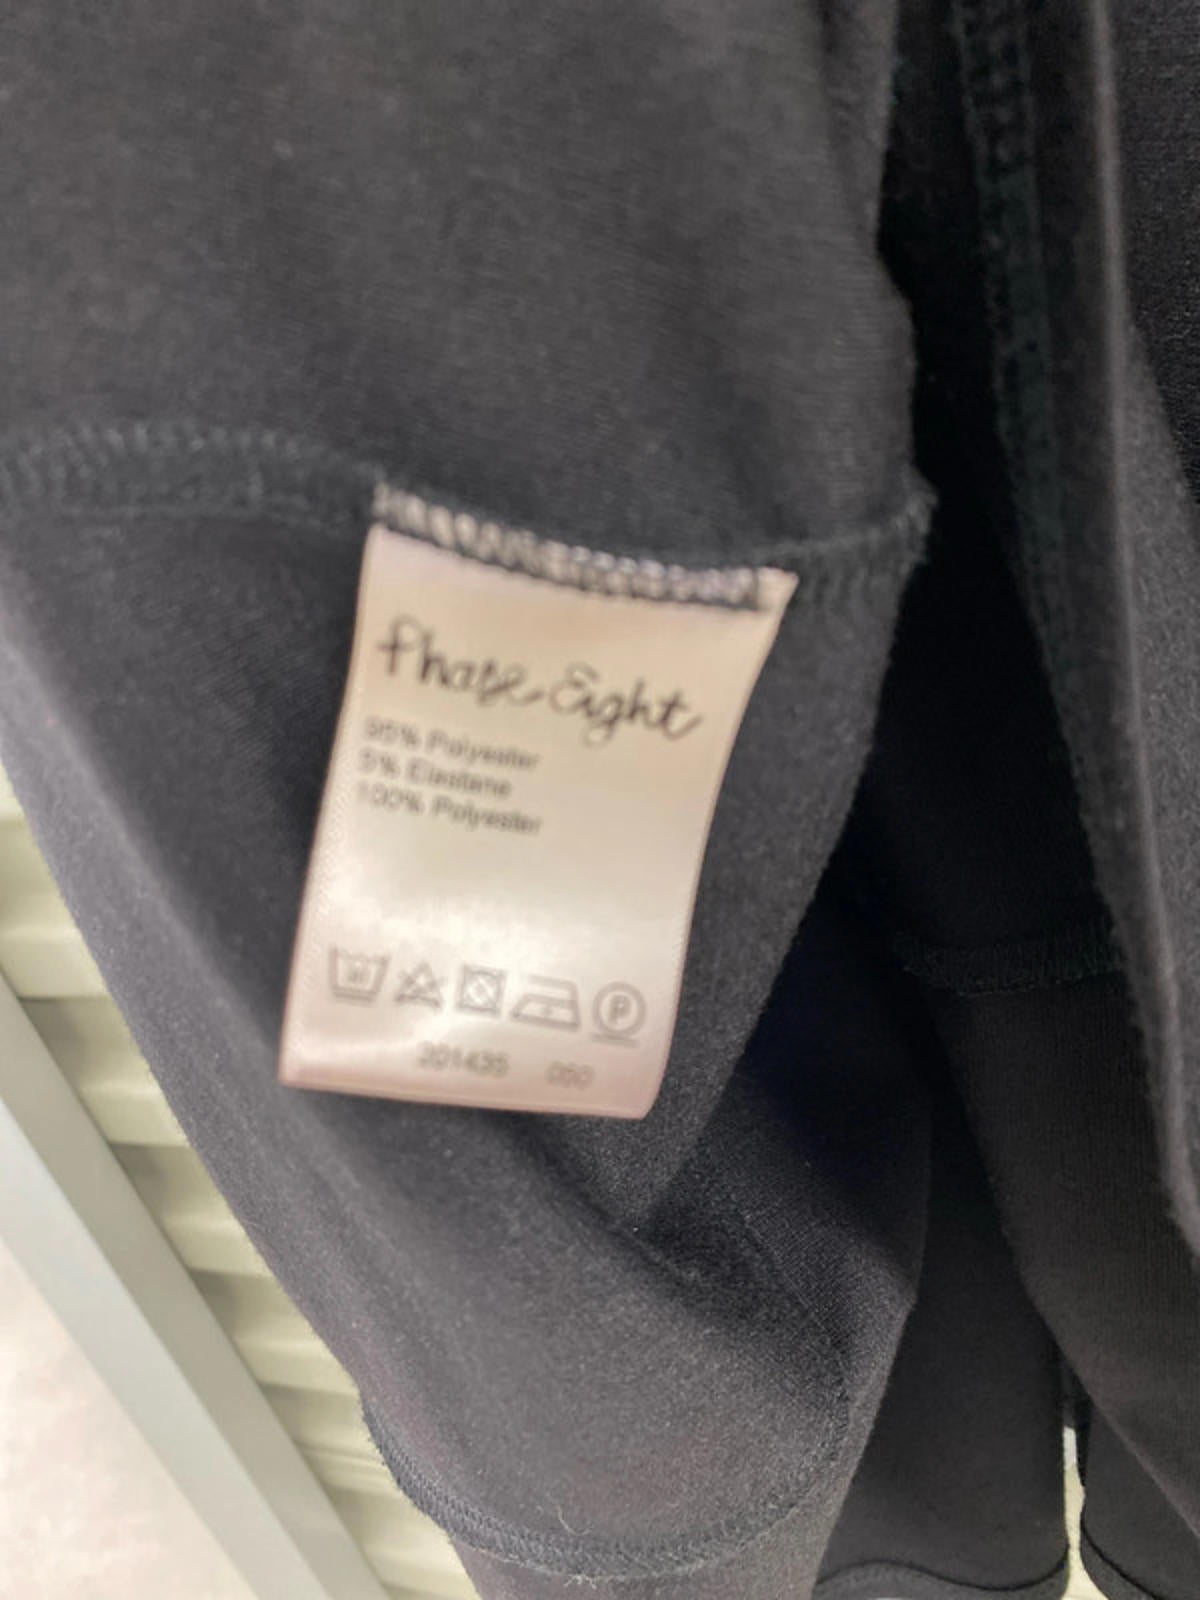 Phase Eight
95% Polyester
5% Elastane
100% Polyester
P
201435 050